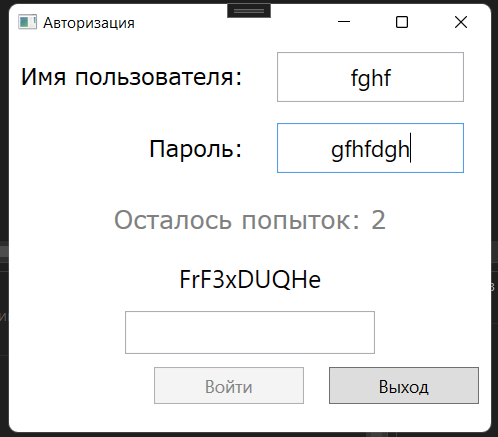 Авторизация
Имя пользователя: fghf
Пароль: gfhfdgh
Осталось попыток: 2
FrF3xDUQHe
Войти Выход